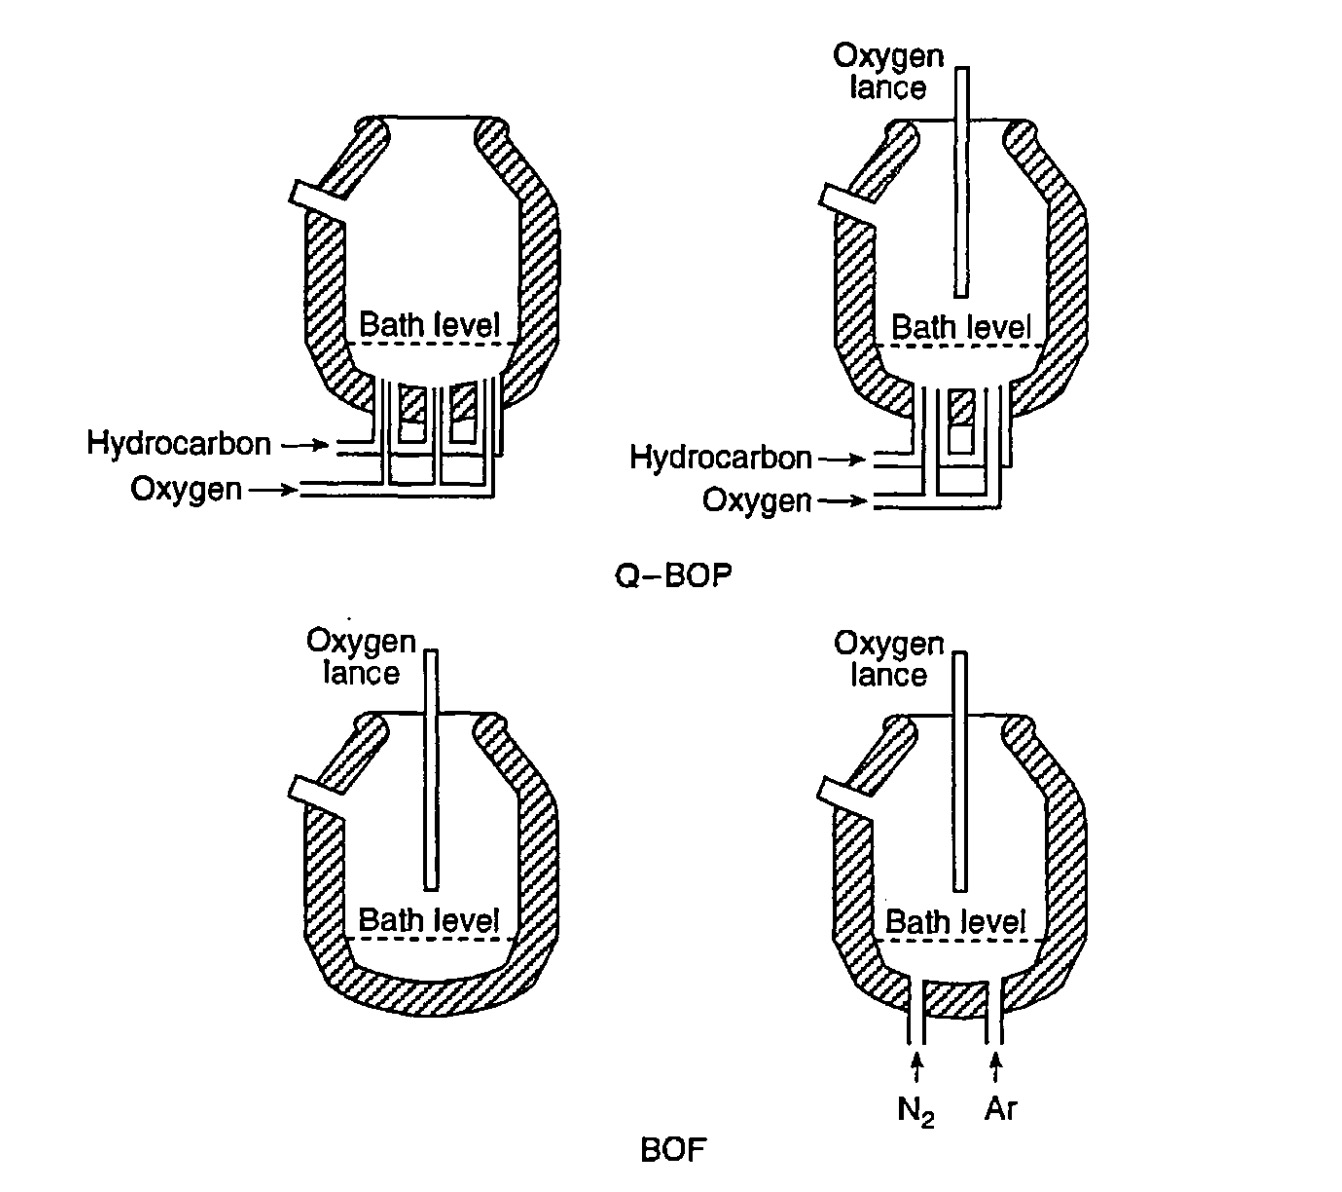 Oxygen
lance
Bath level
Bath level
Hydrocarbon
Oxygen
Hydrocarbon
Oxygen
Q-BOP
Oxygen
lance
Oxygen
lance
Bath level
Bath level
N₂
Ar
BOF